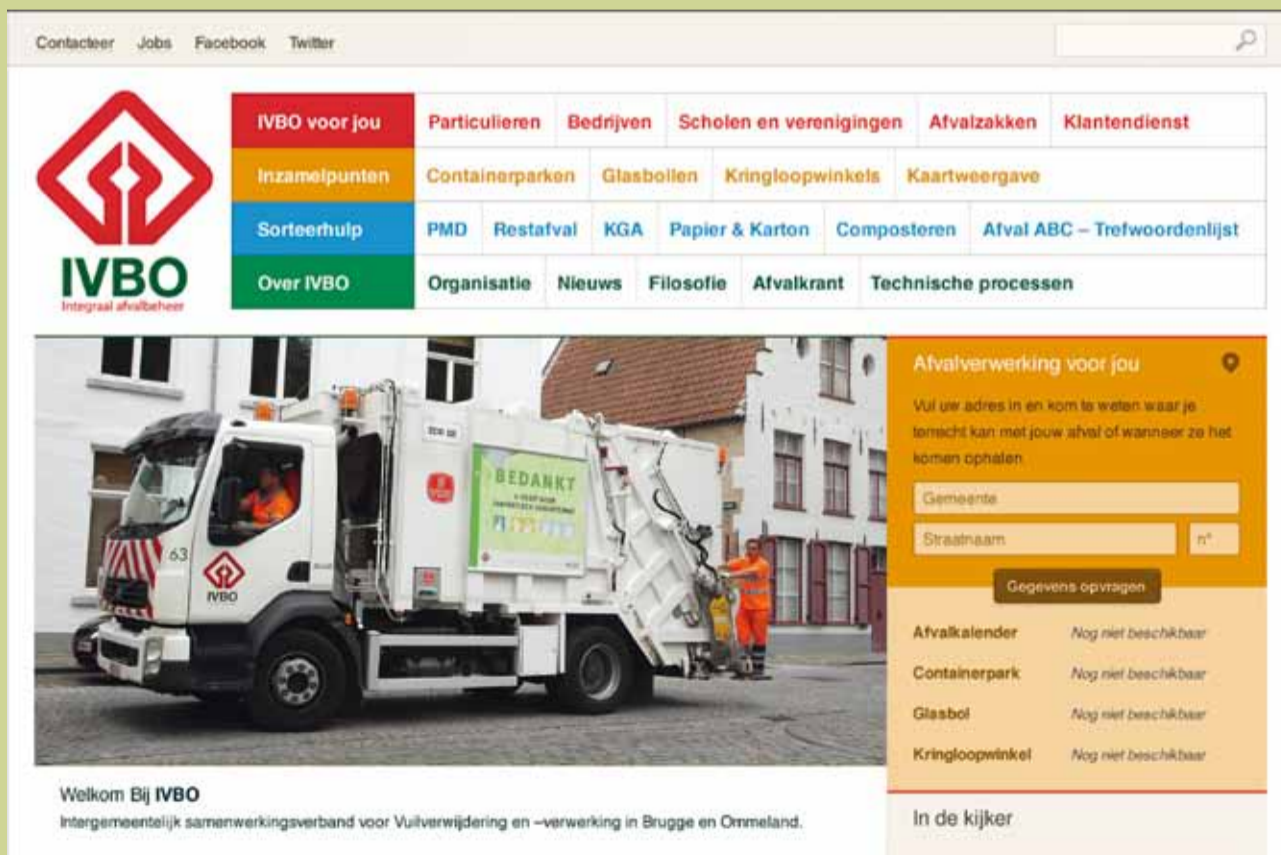 Contacteer Jobs Facebook Twitter
IVBO
Integraal afvalbeheer
IVBO voor jou Particulieren Bedrijven Scholen en verenigingen Afvalzakken Klantendienst
Inzamelpunten Containerparken Glasbollen Kringloopwinkels Kaartweergave
Sorteerhulp PMD Restafval KGA Papier & Karton Composteren Afval ABC – Trefwoordenlijst
Over IVBO Organisatie Nieuws Filosofie Afvalkrant Technische processen
BEDANKT
63
IVBO
Afvalverwerking voor jou
Vul uw adres in en kom te weten waar je
terrecht kan met jouw afval of wanneer ze het
komen ophalen
Gemeente
Straatnaam n°
Gegevens opvragen
Afvalkalender Nog niet beschikbaar
Containerpark Nog niet beschikbaar
Glasbol Nog niet beschikbaar
Kringloopwinkel Nog niet beschikbaar
Welkom Bij IVBO
Intergemeentelijk samenwerkingsverband voor Vuilverwijdering en –verwerking in Brugge en Ommeland.
In de kijker